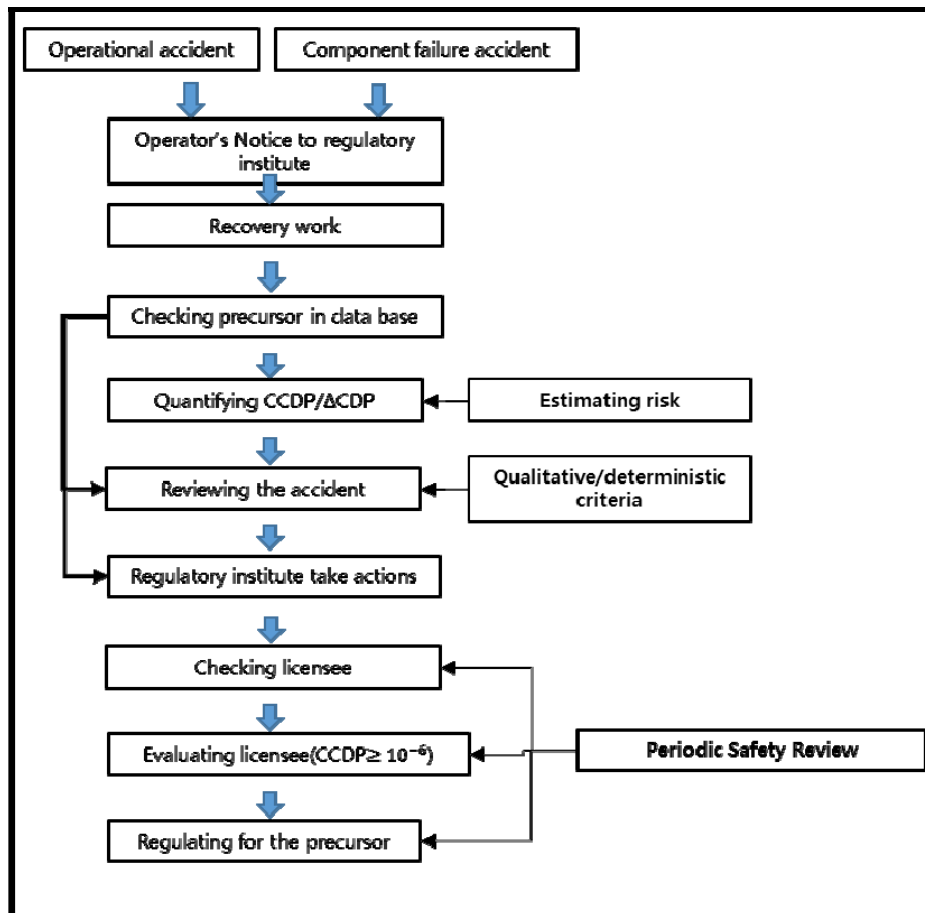 Operational accident
Component failure accident
Operator's Notice to regulatory
institute
Recovery work
Checking precursor in data base
Quantifying CCDP/ΔCDP
Estimating risk
Reviewing the accident
Qualitative/deterministic
criteria
Regulatory institute take actions
Checking licensee
Evaluating licensee(CCDP≥ 10⁻⁶)
Periodic Safety Review
Regulating for the precursor